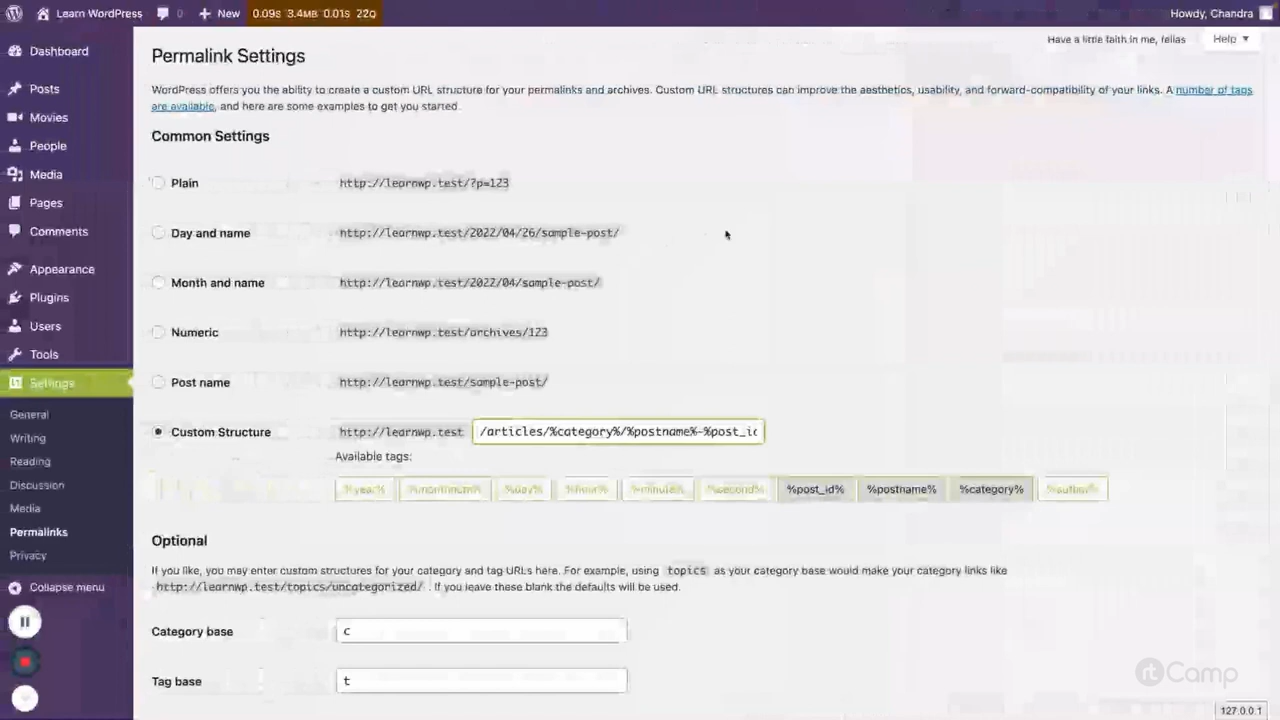 Learn WordPress 0 New 0.09s 3.4MB 0.01s 22Q Howdy, Chandra
Have a little faith in me, fellas Help
Dashboard
Posts
Movies
People
Media
Pages
Comments
Appearance
Plugins
Users
Tools
Settings
General
Writing
Reading
Discussion
Media
Permalinks
Privacy
Collapse menu
Permalink Settings
WordPress offers you the ability to create a custom URL structure for your permalinks and archives. Custom URL structures can improve the aesthetics, usability, and forward-compatibility of your links. A number of tags
are available, and here are some examples to get you started.
Common Settings
Plain http://learnwp.test/?p=123
Day and name http://learnwp.test/2022/04/26/sample-post/
Month and name http://learnwp.test/2022/04/sample-post/
Numeric http://learnwp.test/archives/123
Post name http://learnwp.test/sample-post/
Custom Structure http://learnwp.test /articles/%category%/%postname%-%post_ic
Available tags:
%year% %monthnum% %day% %hour% %minute% %second% %post_id% %postname% %category% %author%
Optional
If you like, you may enter custom structures for your category and tag URLs here. For example, using topics as your category base would make your category links like
http://learnwp.test/topics/uncategorized/ . If you leave these blank the defaults will be used.
Category base c
Tag base t
rtCamp
127.0.0.1